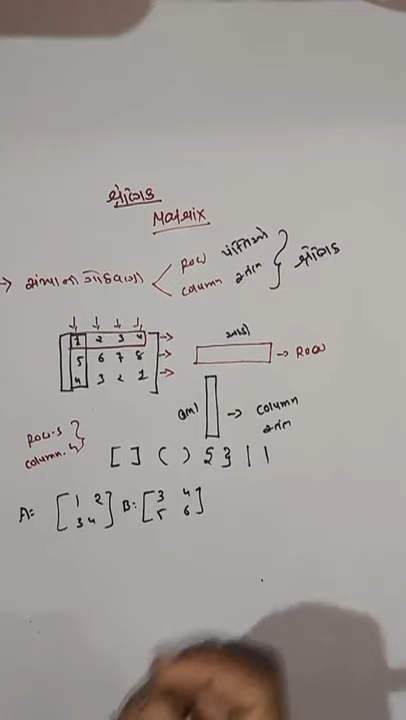 શ્રેણિક
Matrix
→ સંખ્યાની ગોઠવણી
Row પંક્તિઓ
column સ્તંભ
શ્રેણિક
↓ ↓ ↓ ↓
1 2 3 4 →
5 6 7 8 →
4 3 2 1 →
આડી
→ Row
ઊભી → column
સ્તંભ
Row-s
column-4
[ ] ( ) { } | |
A= [1 2 B: [3 4
3 4] 5 6]